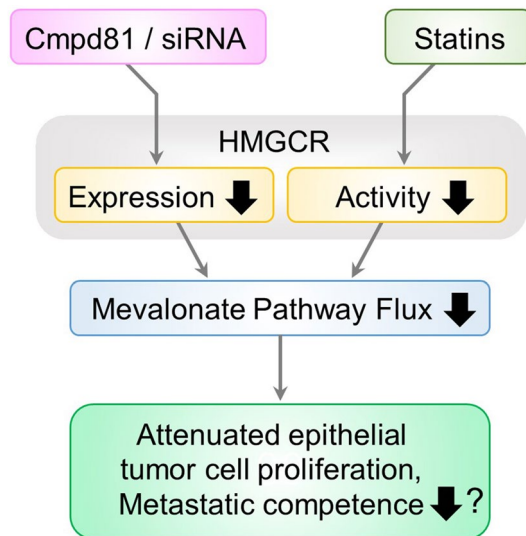 Cmpd81 / siRNA
Statins
HMGCR
Expression
Activity
Mevalonate Pathway Flux
Attenuated epithelial
tumor cell proliferation,
Metastatic competence ?